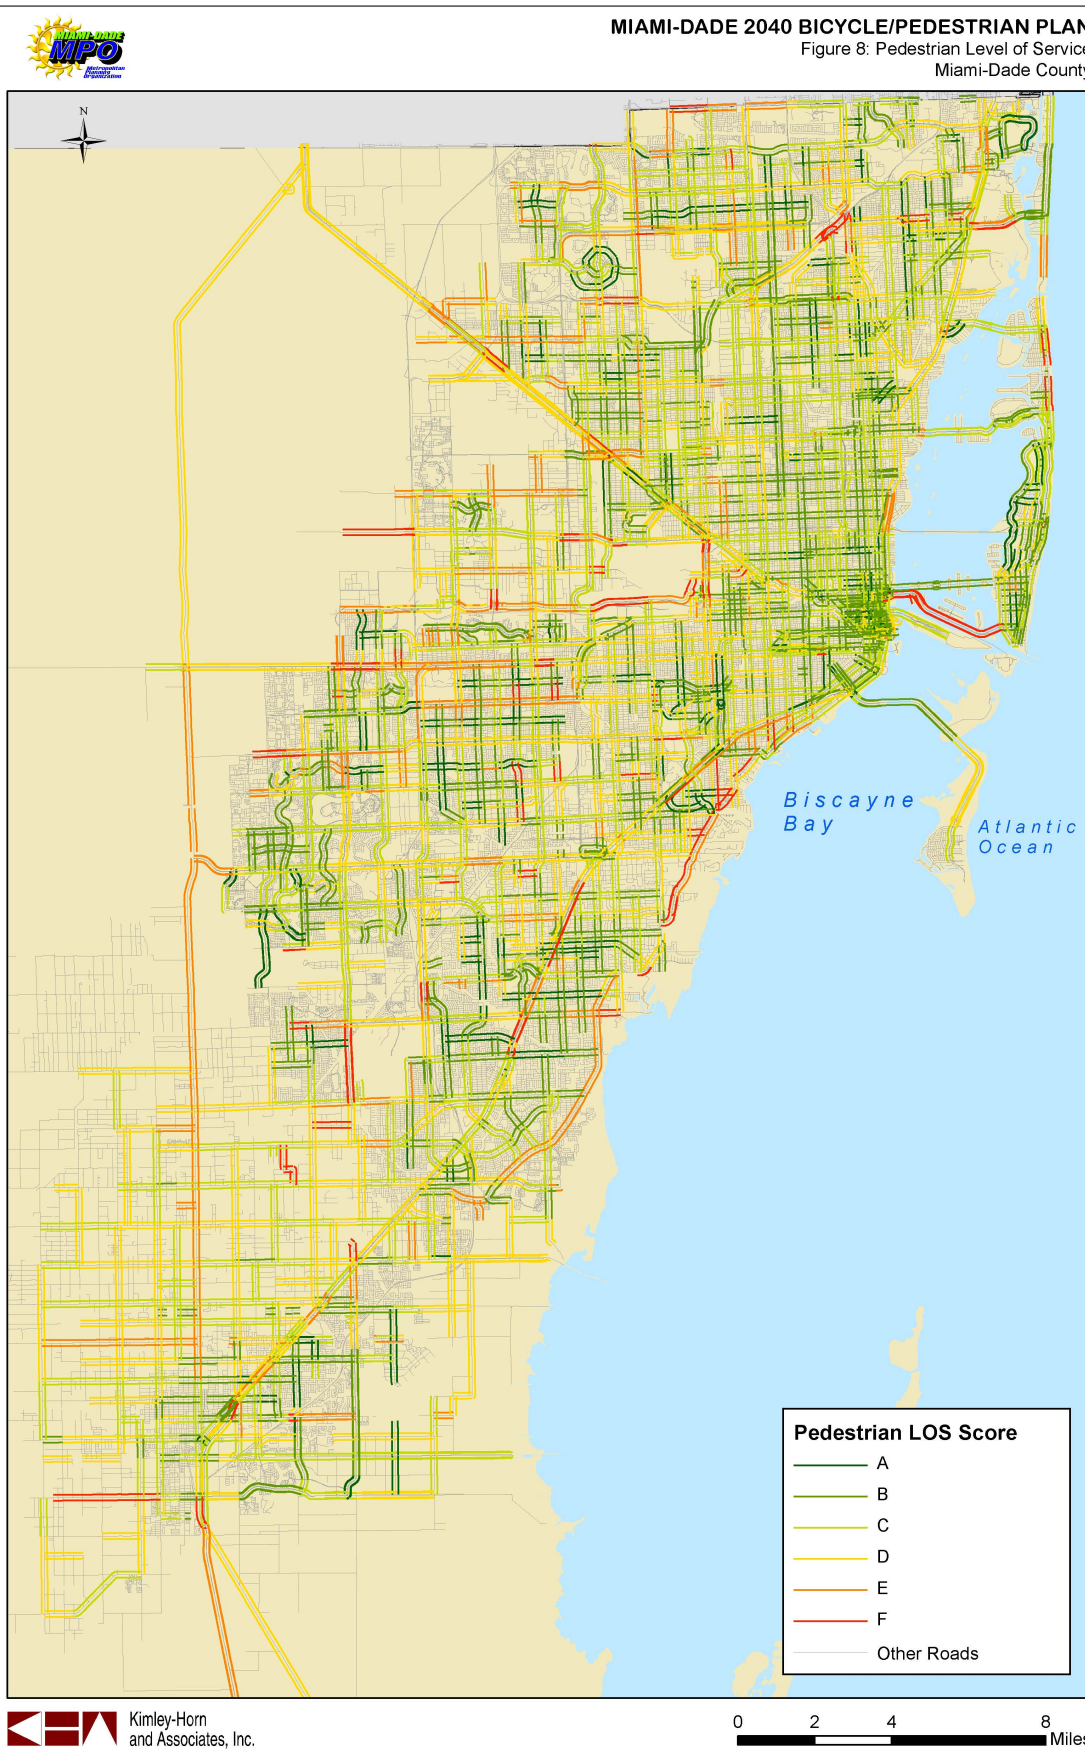 MIAMI-DADE
MPO
Metropolitan
Planning
Organization
MIAMI-DADE 2040 BICYCLE/PEDESTRIAN PLAN
Figure 8: Pedestrian Level of Service
Miami-Dade County
N
Biscayne
Bay
Atlantic
Ocean
Pedestrian LOS Score
A
B
C
D
E
F
Other Roads
Kimley-Horn
and Associates, Inc.
0 2 4 8
Miles